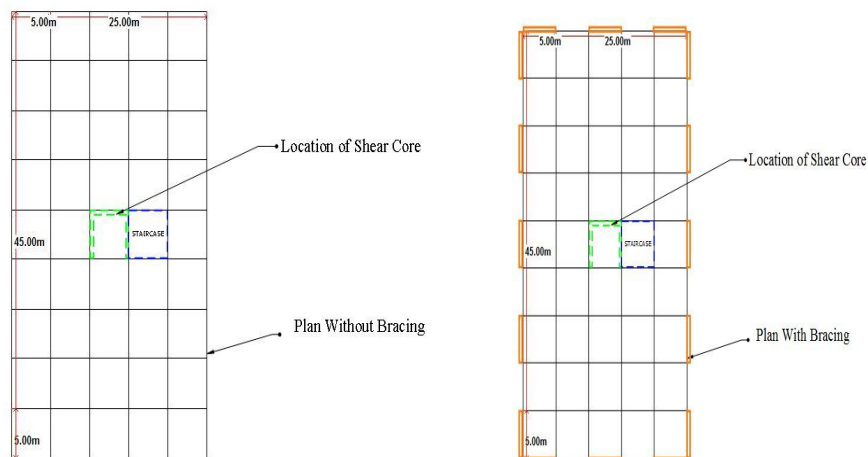 5.00m 25.00m
Location of Shear Core
STAIRCASE
45.00m
Plan Without Bracing
5.00m
5.00m 25.00m
Location of Shear Core
STAIRCASE
45.00m
Plan With Bracing
5.00m